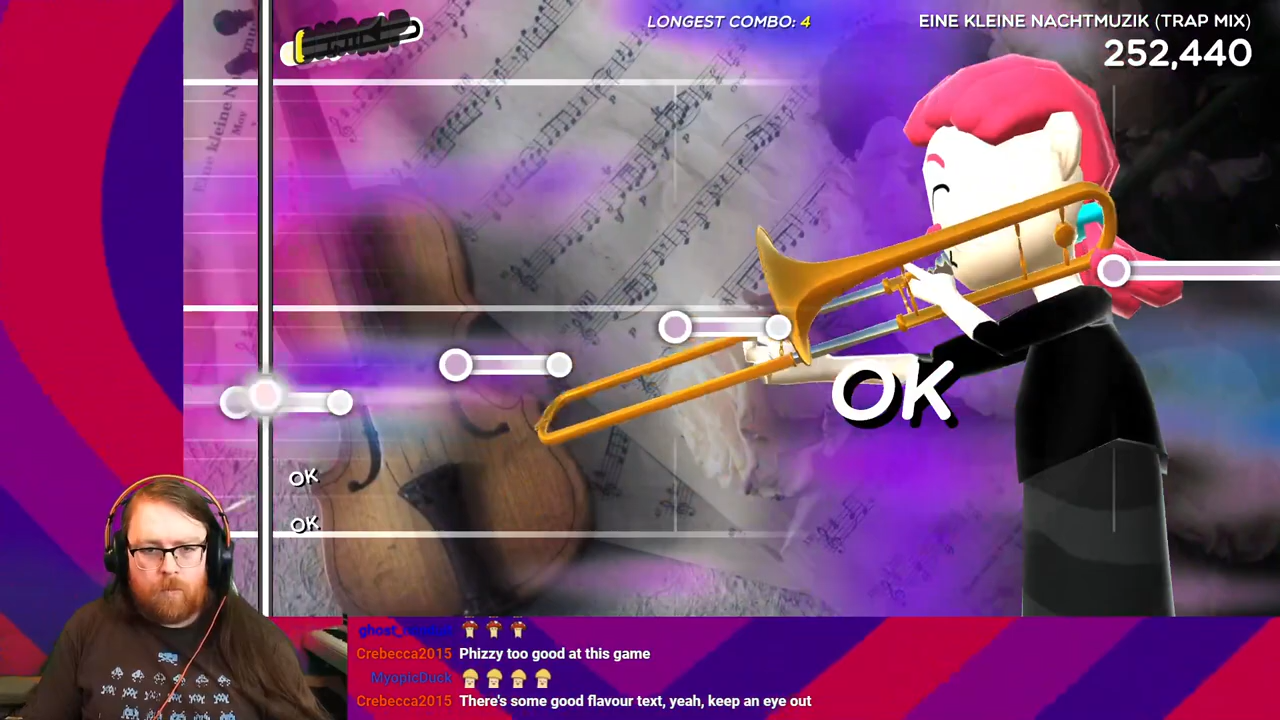 LONGEST COMBO: 4
EINE KLEINE NACHTMUZIK (TRAP MIX)
252,440
OK
OK
OK
Crebecca2015 Phizzy too good at this game
MyopicDuck
Crebecca2015 There's some good flavour text, yeah, keep an eye out